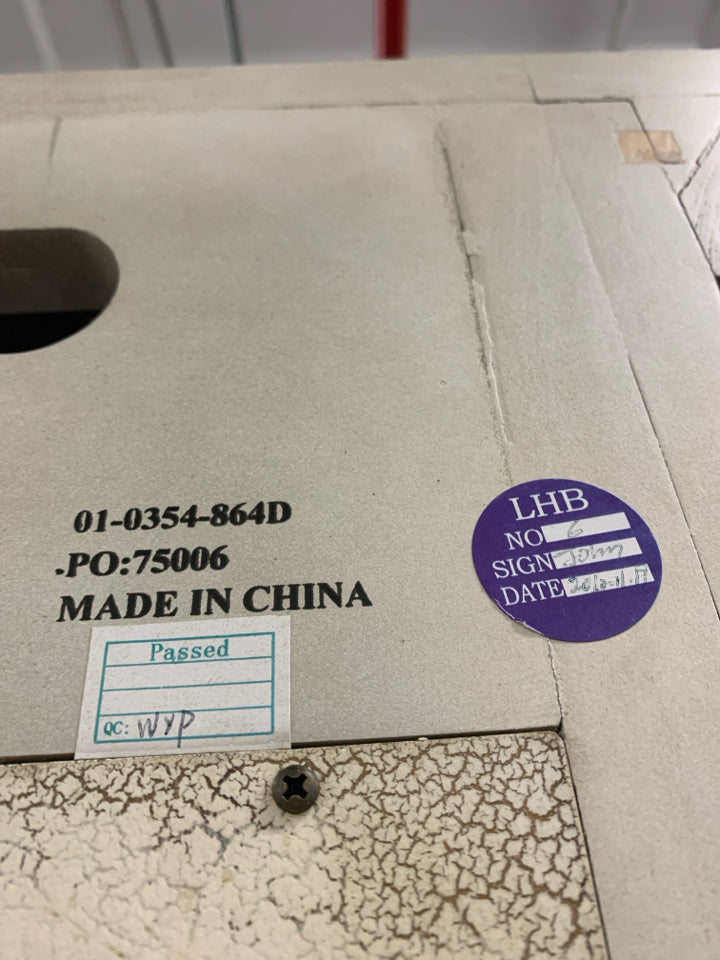 01-0354-864D
.PO:75006
MADE IN CHINA
Passed
QC: WYP
LHB
NO 6
SIGN John
DATE